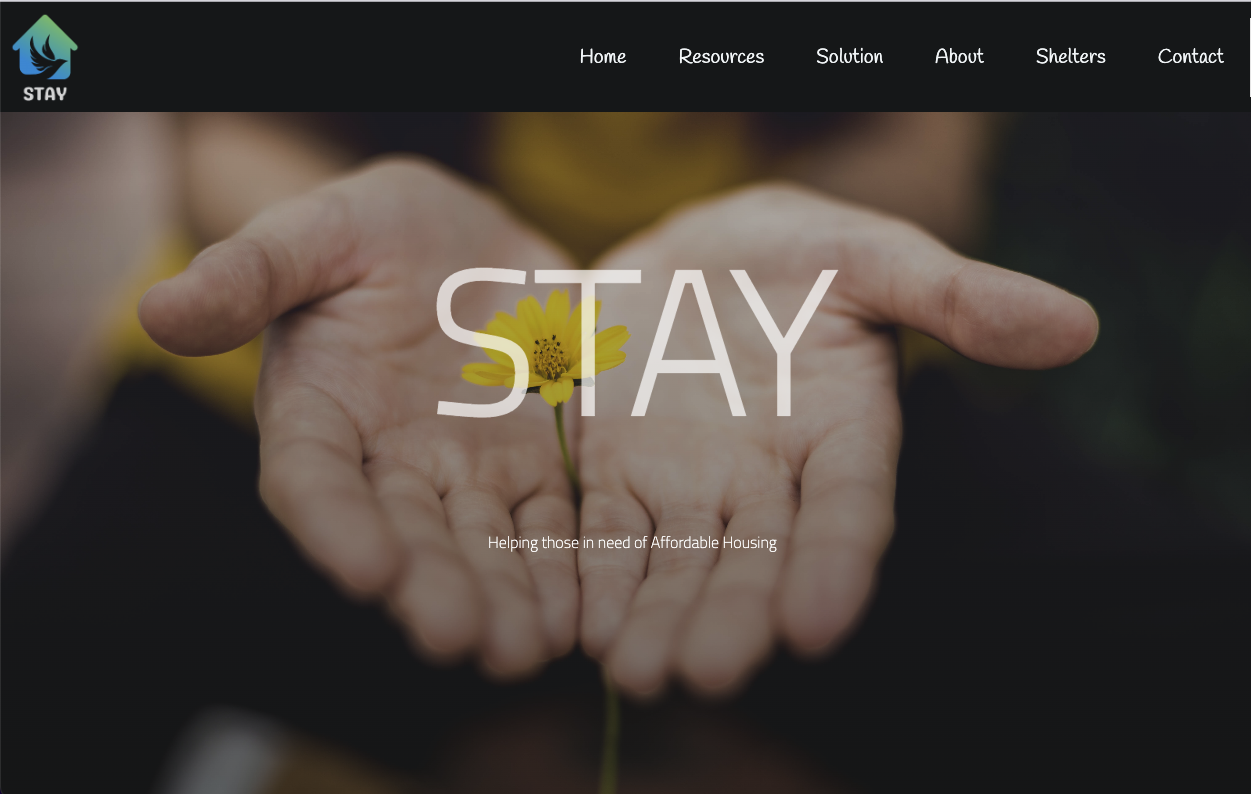 STAY
Home Resources Solution About Shelters Contact
STAY
Helping those in need of Affordable Housing